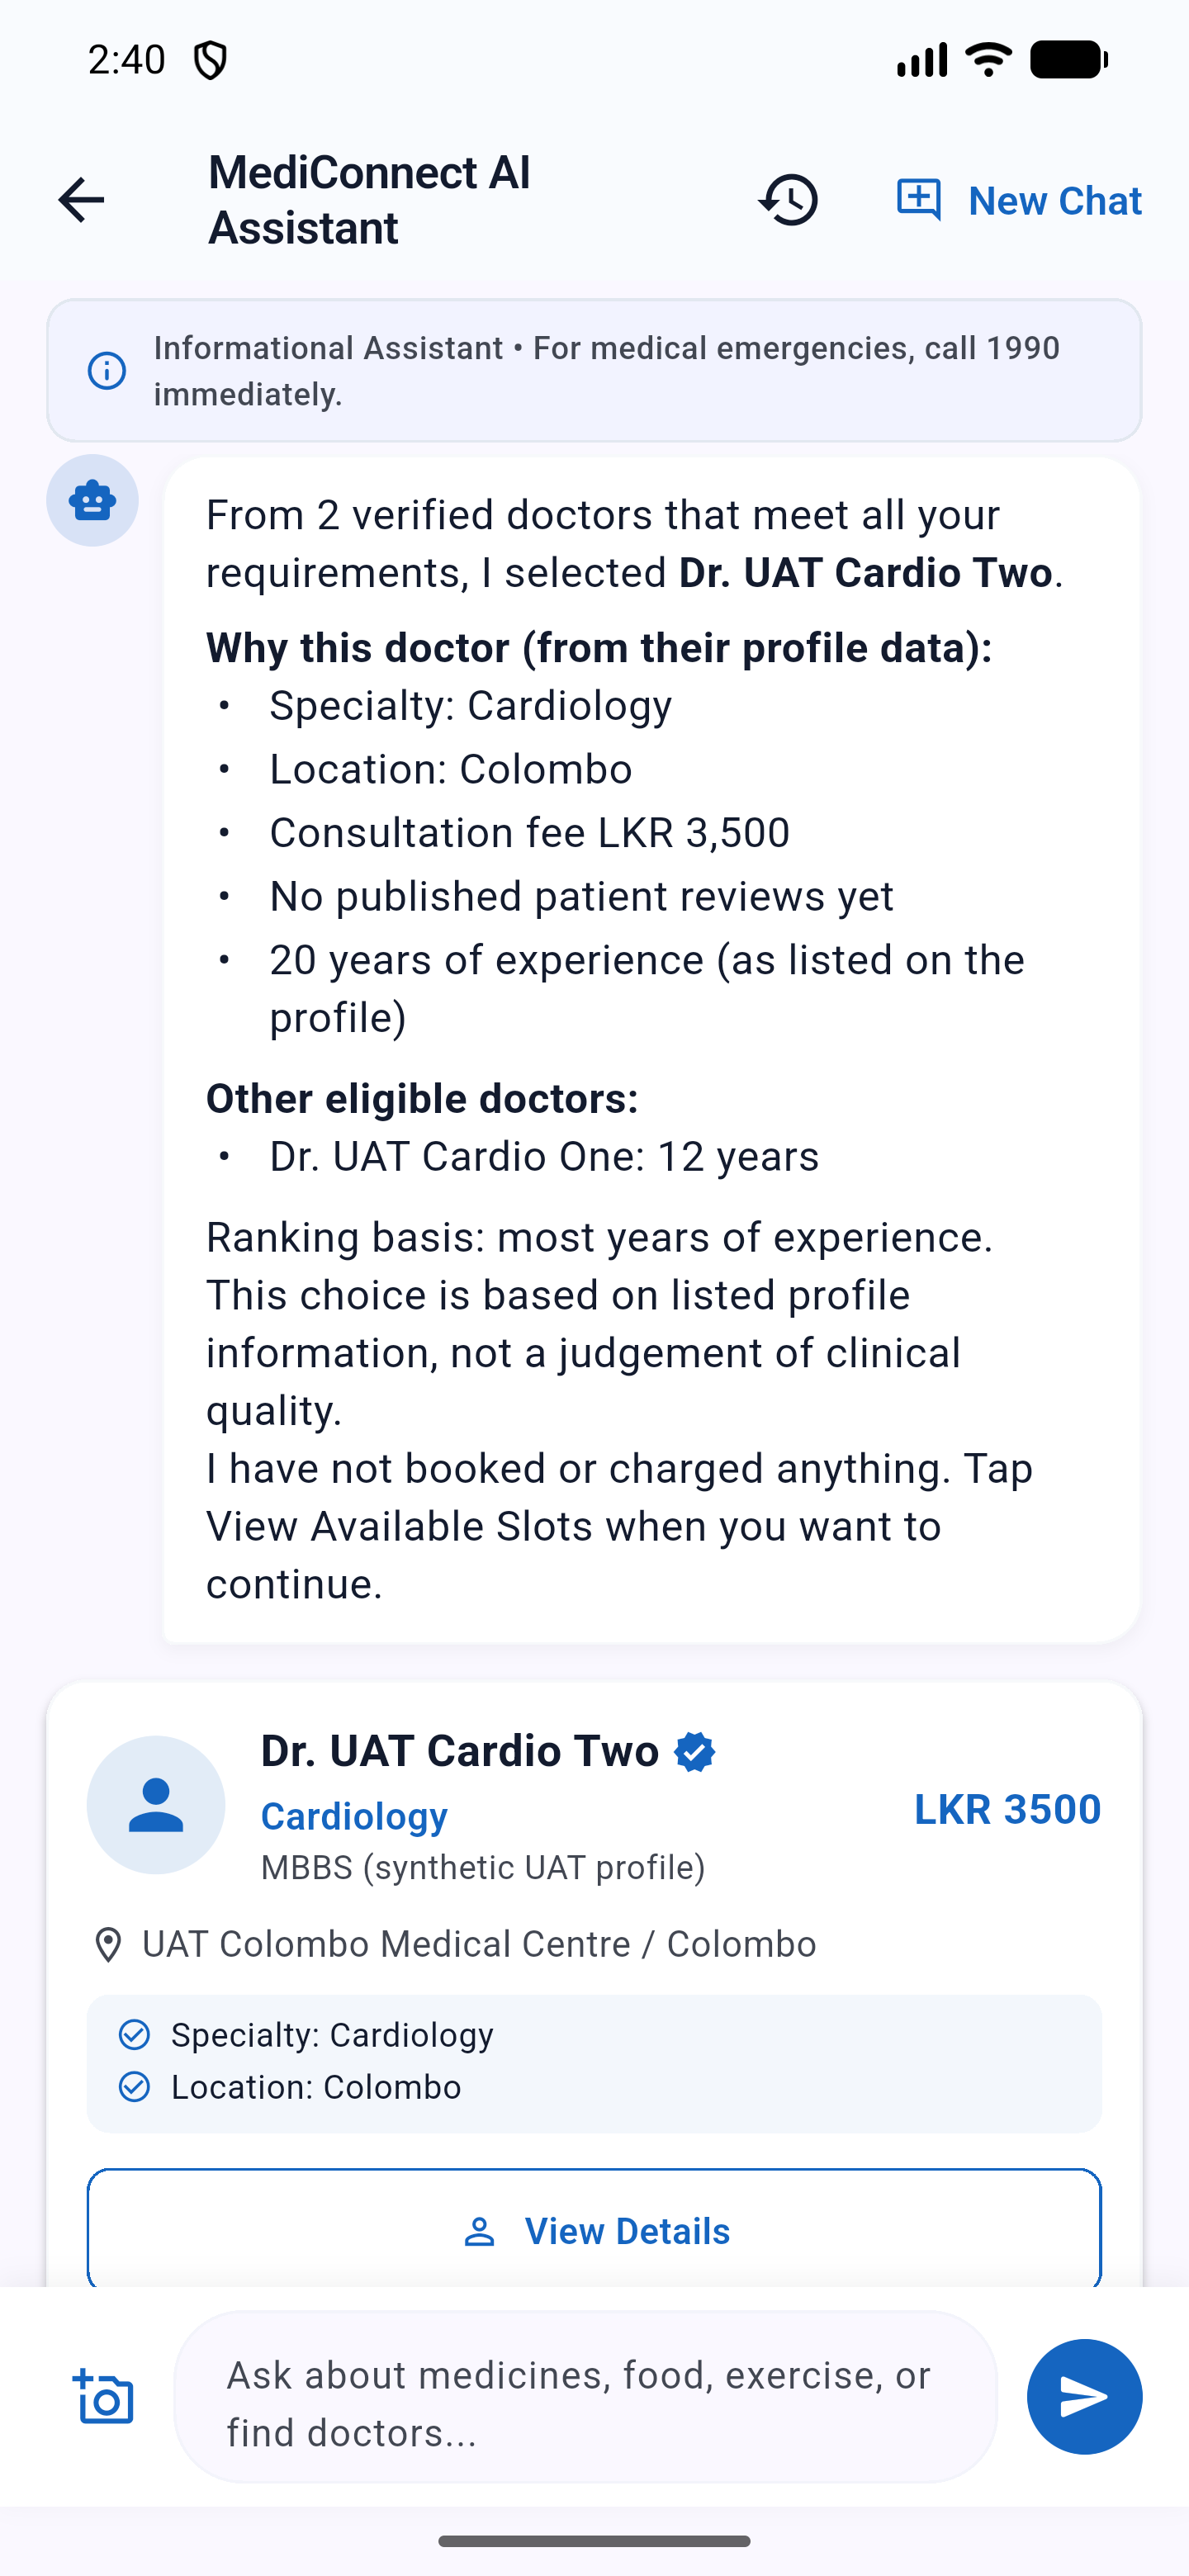 2:40
MediConnect AI
Assistant
New Chat
Informational Assistant • For medical emergencies, call 1990
immediately.
From 2 verified doctors that meet all your
requirements, I selected Dr. UAT Cardio Two.
Why this doctor (from their profile data):
• Specialty: Cardiology
• Location: Colombo
• Consultation fee LKR 3,500
• No published patient reviews yet
• 20 years of experience (as listed on the
profile)
Other eligible doctors:
• Dr. UAT Cardio One: 12 years
Ranking basis: most years of experience.
This choice is based on listed profile
information, not a judgement of clinical
quality.
I have not booked or charged anything. Tap
View Available Slots when you want to
continue.
Dr. UAT Cardio Two
Cardiology
LKR 3500
MBBS (synthetic UAT profile)
UAT Colombo Medical Centre / Colombo
Specialty: Cardiology
Location: Colombo
View Details
Ask about medicines, food, exercise, or
find doctors...